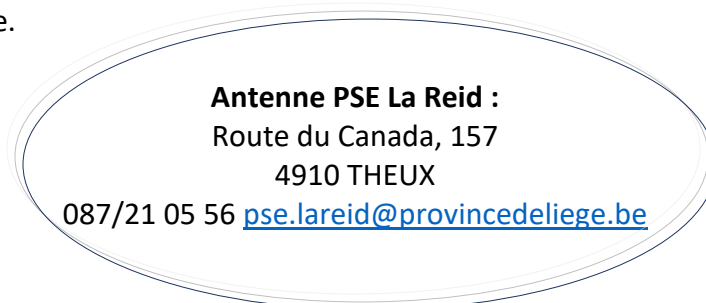 e.
Antenne PSE La Reid :
Route du Canada, 157
4910 THEUX
087/21 05 56 pse.lareid@provincedeliege.be